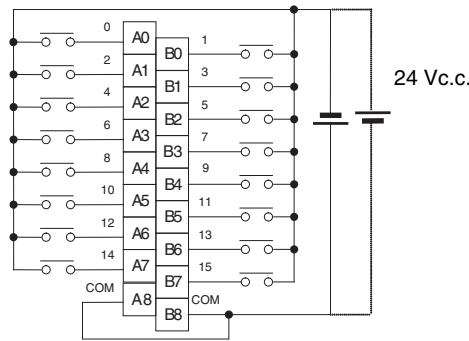 0 A0
B0 1
2 A1
B1 3
24 Vc.c.
4 A2
B2 5
6 A3
B3 7
8 A4
B4 9
10 A5
B5 11
12 A6
B6 13
14 A7
B7 15
COM A8
B8 COM